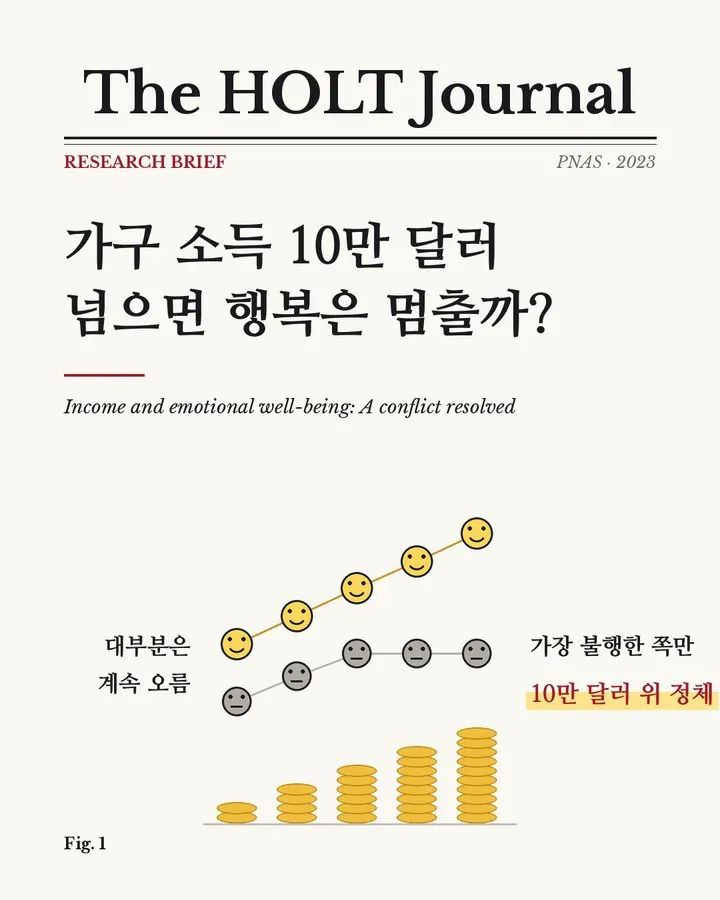 The HOLT Journal
RESEARCH BRIEF
PNAS · 2023
가구 소득 10만 달러
넘으면 행복은 멈출까?
Income and emotional well-being: A conflict resolved
대부분은
계속 오름
가장 불행한 쪽만
10만 달러 위 정체
Fig. 1